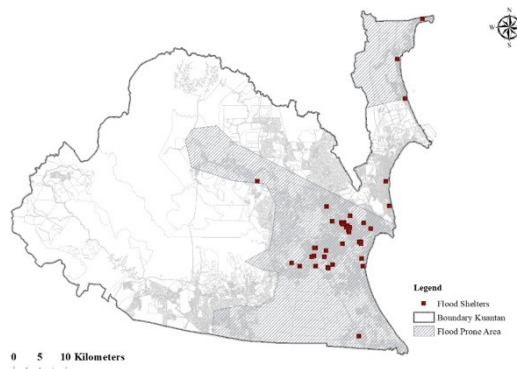 N
W
E
S
Legend
Flood Shelters
Boundary Kuantan
Flood Prone Area
0 5 10 Kilometers